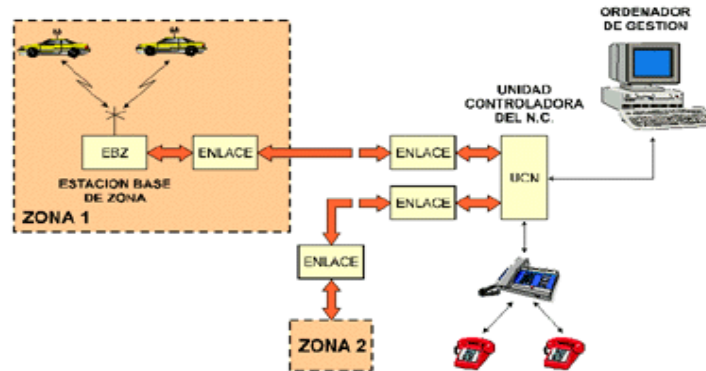 ORDENADOR
DE GESTION
UNIDAD
CONTROLADORA
DEL N.C.
EBZ
ENLACE
ENLACE
UCN
ESTACION BASE
DE ZONA
ZONA 1
ENLACE
ENLACE
ZONA 2